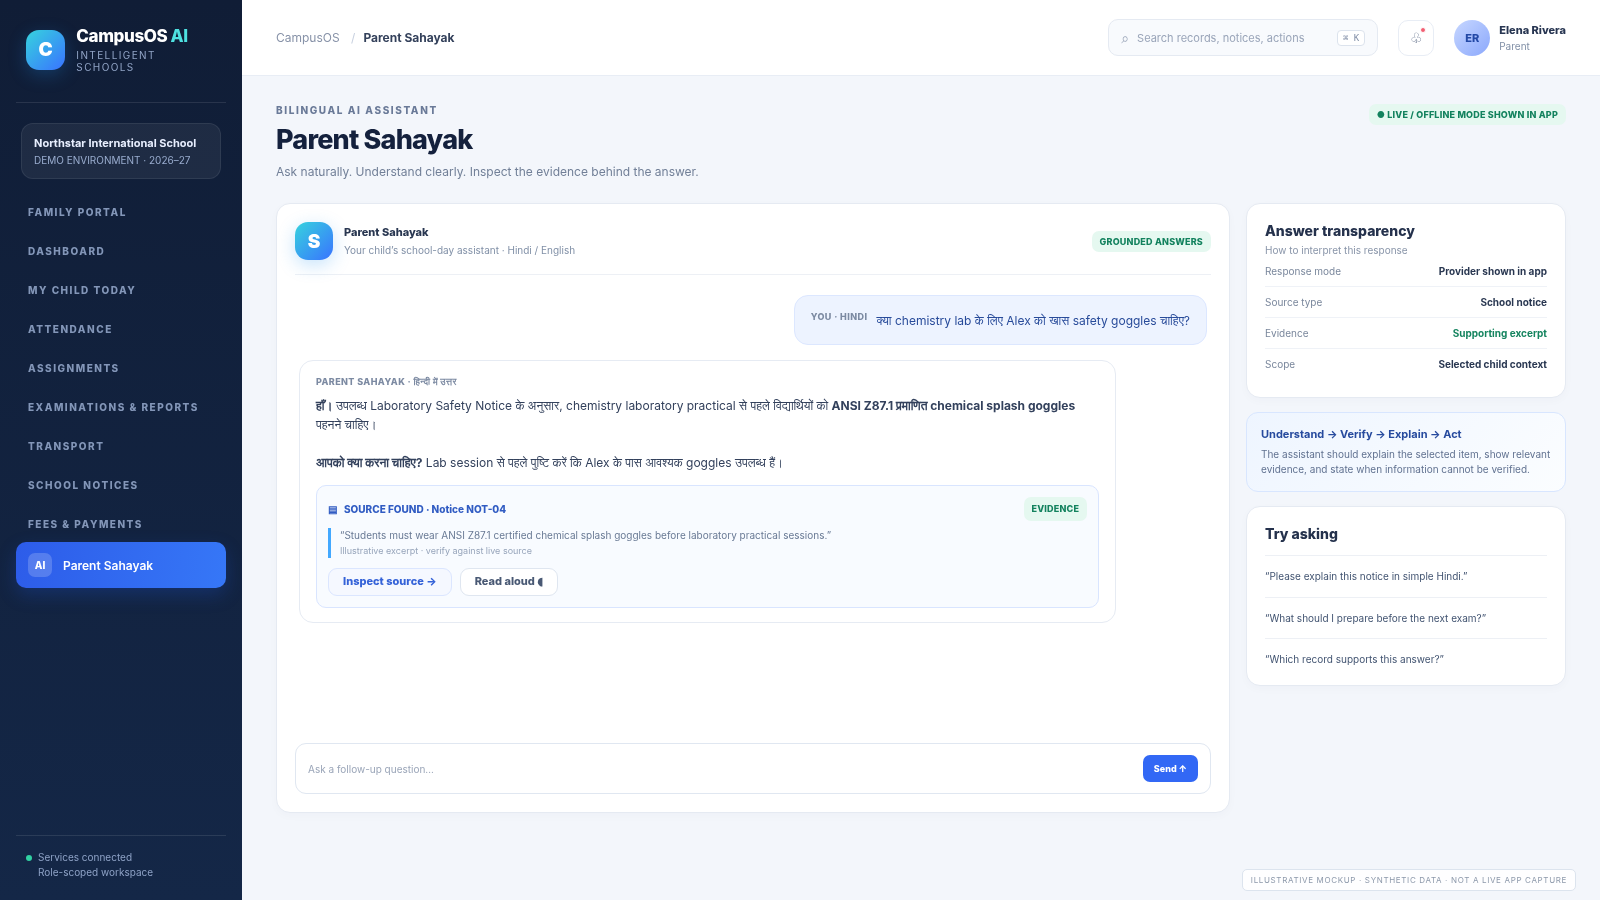 C
CampusOS AI
INTELLIGENT
SCHOOLS
Northstar International School
DEMO ENVIRONMENT · 2026–27
FAMILY PORTAL
DASHBOARD
MY CHILD TODAY
ATTENDANCE
ASSIGNMENTS
EXAMINATIONS & REPORTS
TRANSPORT
SCHOOL NOTICES
FEES & PAYMENTS
AI Parent Sahayak
Services connected
Role-scoped workspace
CampusOS / Parent Sahayak
Search records, notices, actions ⌘ K
ER
Elena Rivera
Parent
BILINGUAL AI ASSISTANT
Parent Sahayak
Ask naturally. Understand clearly. Inspect the evidence behind the answer.
● LIVE / OFFLINE MODE SHOWN IN APP
S
Parent Sahayak
Your child's school-day assistant · Hindi / English
GROUNDED ANSWERS
YOU · HINDI क्या chemistry lab के लिए Alex को खास safety goggles चाहिए?
PARENT SAHAYAK · हिन्दी में उत्तर
हाँ। उपलब्ध Laboratory Safety Notice के अनुसार, chemistry laboratory practical से पहले विद्यार्थियों को ANSI Z87.1 प्रमाणित chemical splash goggles
पहनने चाहिए।
आपको क्या करना चाहिए? Lab session से पहले पुष्टि करें कि Alex के पास आवश्यक goggles उपलब्ध हैं।
SOURCE FOUND · Notice NOT-04
EVIDENCE
“Students must wear ANSI Z87.1 certified chemical splash goggles before laboratory practical sessions.”
Illustrative excerpt · verify against live source
Inspect source →
Read aloud
Ask a follow-up question...
Send ↑
Answer transparency
How to interpret this response
Response mode Provider shown in app
Source type School notice
Evidence Supporting excerpt
Scope Selected child context
Understand → Verify → Explain → Act
The assistant should explain the selected item, show relevant
evidence, and state when information cannot be verified.
Try asking
“Please explain this notice in simple Hindi.”
“What should I prepare before the next exam?”
“Which record supports this answer?”
ILLUSTRATIVE MOCKUP · SYNTHETIC DATA · NOT A LIVE APP CAPTURE